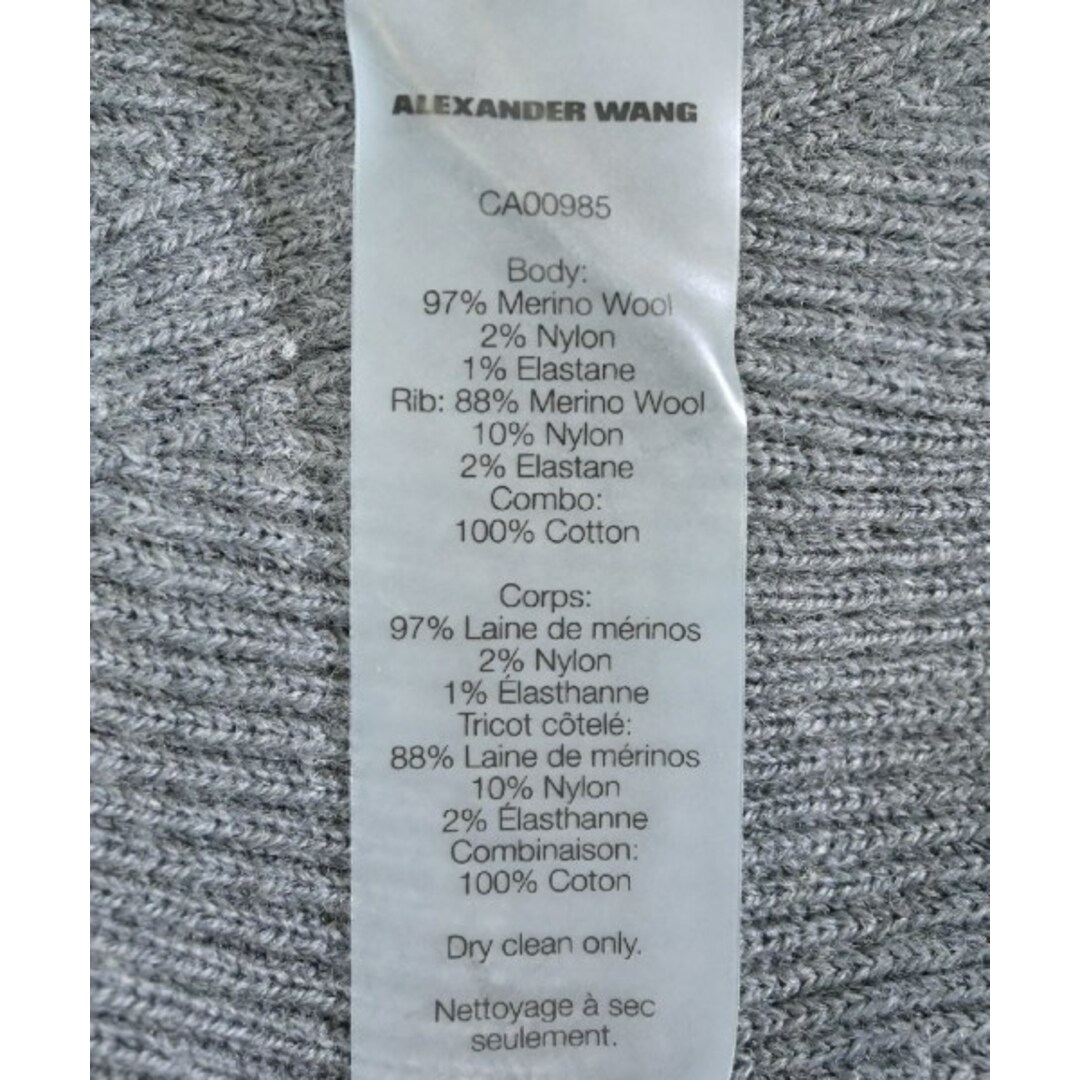 ALEXANDER WANG
CA00985
Body:
97% Merino Wool
2% Nylon
1% Elastane
Rib: 88% Merino Wool
10% Nylon
2% Elastane
Combo:
100% Cotton
Corps:
97% Laine de mérinos
2% Nylon
1% Élasthanne
Tricot côtelé:
88% Laine de mérinos
10% Nylon
2% Élasthanne
Combinaison:
100% Coton
Dry clean only.
Nettoyage à sec
seulement.